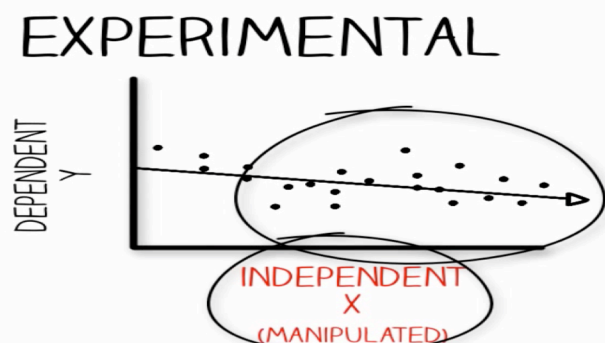 EXPERIMENTAL
DEPENDENT
Y
INDEPENDENT
X
(MANIPULATED)